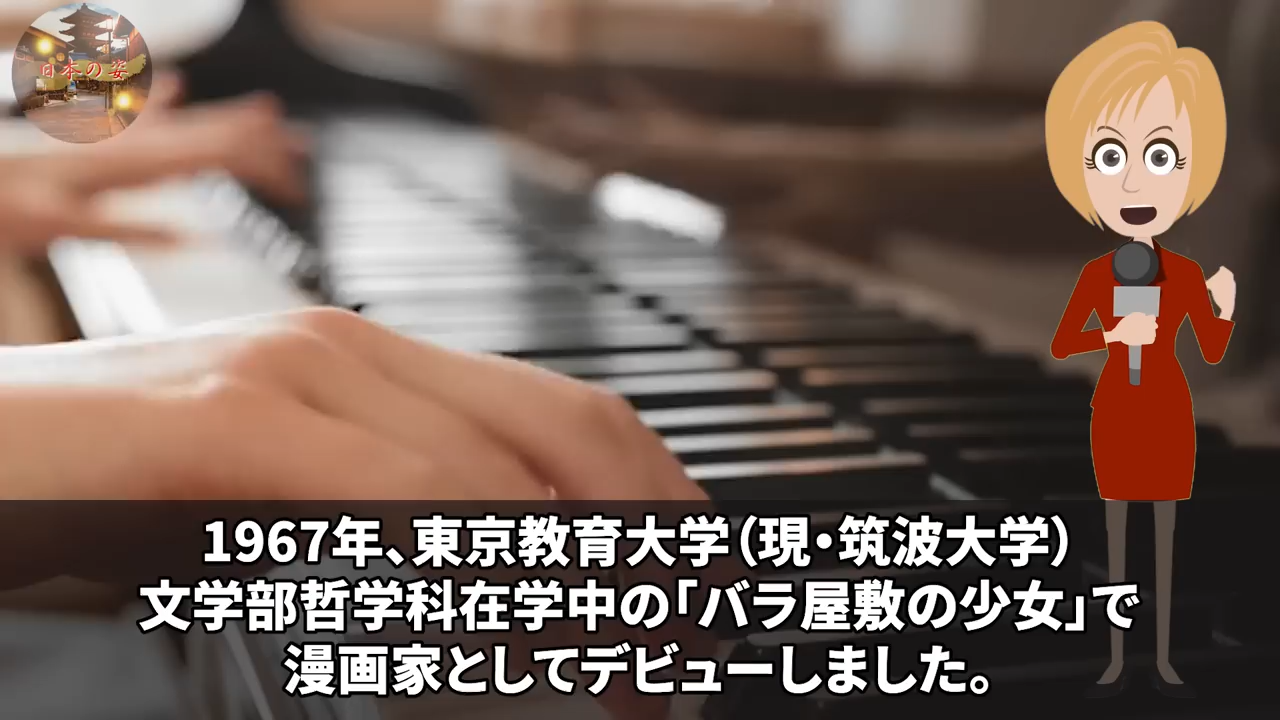 日本の姿
1967年、東京教育大学（現・筑波大学）
文学部哲学科在学中の「バラ屋敷の少女」で
漫画家としてデビューしました。